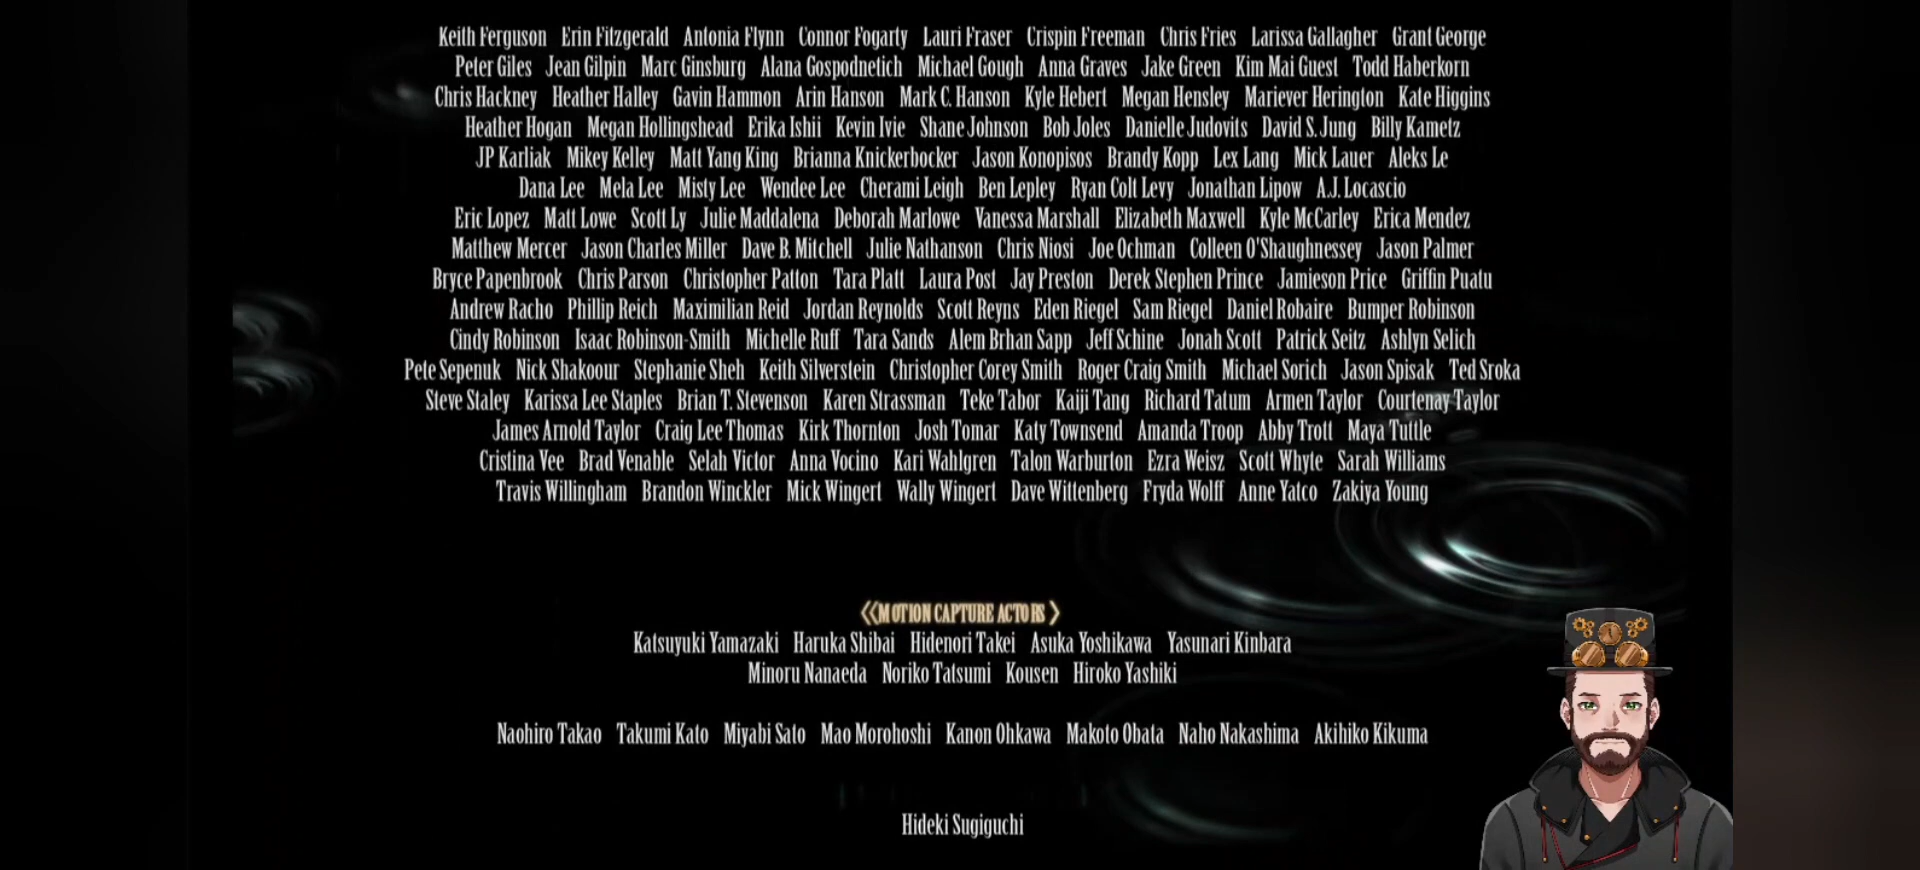 Keith Ferguson Erin Fitzgerald Antonia Flynn Connor Fogarty Lauri Fraser Crispin Freeman Chris Fries Larissa Gallagher Grant George
Peter Giles Jean Gilpin Marc Ginsburg Alana Gospodnetich Michael Gough Anna Graves Jake Green Kim Mai Guest Todd Haberkorn
Chris Hackney Heather Halley Gavin Hammon Arin Hanson Mark C. Hanson Kyle Hebert Megan Hensley Mariever Herington Kate Higgins
Heather Hogan Megan Hollingshead Erika Ishii Kevin Ivie Shane Johnson Bob Joles Danielle Judovits David S. Jung Billy Kametz
JP Karliak Mikey Kelley Matt Yang King Brianna Knickerbocker Jason Konopisos Brandy Kopp Lex Lang Mick Lauer Aleks Le
Dana Lee Mela Lee Misty Lee Wendee Lee Cherami Leigh Ben Lepley Ryan Colt Levy Jonathan Lipow A.J. Locascio
Eric Lopez Matt Lowe Scott Ly Julie Maddalena Deborah Marlowe Vanessa Marshall Elizabeth Maxwell Kyle McCarley Erica Mendez
Matthew Mercer Jason Charles Miller Dave B. Mitchell Julie Nathanson Chris Niosi Joe Ochman Colleen O'Shaughnessey Jason Palmer
Bryce Papenbrook Chris Parson Christopher Patton Tara Platt Laura Post Jay Preston Derek Stephen Prince Jamieson Price Griffin Puatu
Andrew Racho Phillip Reich Maximilian Reid Jordan Reynolds Scott Reyns Eden Riegel Sam Riegel Daniel Robaire Bumper Robinson
Cindy Robinson Isaac Robinson-Smith Michelle Ruff Tara Sands Alem Brhan Sapp Jeff Schine Jonah Scott Patrick Seitz Ashlyn Selich
Pete Sepenuk Nick Shakoour Stephanie Sheh Keith Silverstein Christopher Corey Smith Roger Craig Smith Michael Sorich Jason Spisak Ted Sroka
Steve Staley Karissa Lee Staples Brian T. Stevenson Karen Strassman Teke Tabor Kaiji Tang Richard Tatum Armen Taylor Courtenay Taylor
James Arnold Taylor Craig Lee Thomas Kirk Thornton Josh Tomar Katy Townsend Amanda Troop Abby Trott Maya Tuttle
Cristina Vee Brad Venable Selah Victor Anna Vocino Kari Wahlgren Talon Warburton Ezra Weisz Scott Whyte Sarah Williams
Travis Willingham Brandon Winckler Mick Wingert Wally Wingert Dave Wittenberg Fryda Wolff Anne Yatco Zakiya Young
《MOTION CAPTURE ACTORS〉
Katsuyuki Yamazaki Haruka Shibai Hidenori Takei Asuka Yoshikawa Yasunari Kinbara
Minoru Nanaeda Noriko Tatsumi Kousen Hiroko Yashiki
Naohiro Takao Takumi Kato Miyabi Sato Mao Morohoshi Kanon Ohkawa Makoto Obata Naho Nakashima Akihiko Kikuma
Hideki Sugiguchi